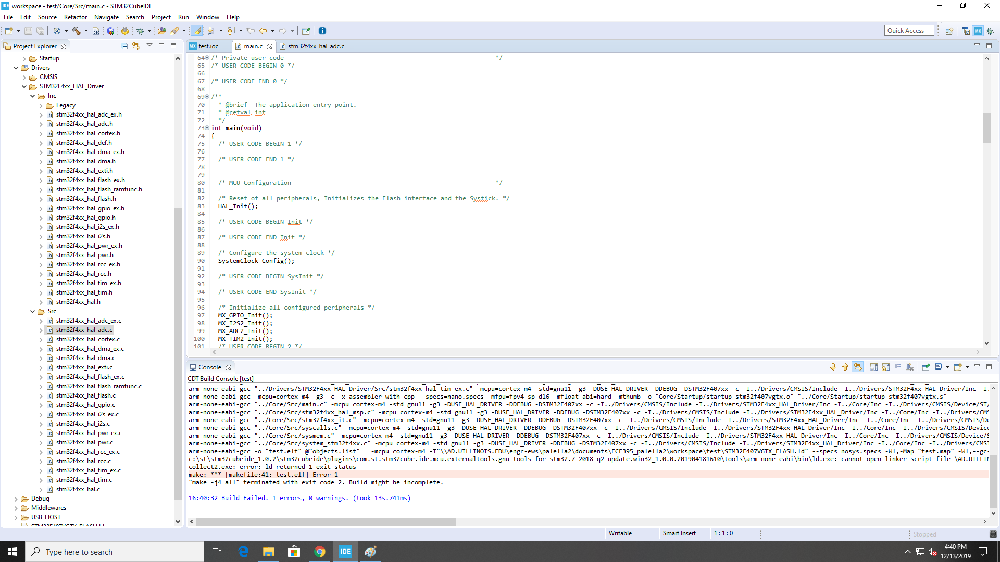 IDE workspace - test/Core/Src/main.c - STM32CubeIDE
File Edit Source Refactor Navigate Search Project Run Window Help
Quick Access
MX
Project Explorer
Startup
Drivers
CMSIS
STM32F4xx_HAL_Driver
Inc
Legacy
stm32f4xx_hal_adc_ex.h
stm32f4xx_hal_adc.h
stm32f4xx_hal_cortex.h
stm32f4xx_hal_def.h
stm32f4xx_hal_dma_ex.h
stm32f4xx_hal_dma.h
stm32f4xx_hal_exti.h
stm32f4xx_hal_flash_ex.h
stm32f4xx_hal_flash_ramfunc.h
stm32f4xx_hal_flash.h
stm32f4xx_hal_gpio_ex.h
stm32f4xx_hal_gpio.h
stm32f4xx_hal_i2s_ex.h
stm32f4xx_hal_i2s.h
stm32f4xx_hal_pwr_ex.h
stm32f4xx_hal_pwr.h
stm32f4xx_hal_rcc_ex.h
stm32f4xx_hal_rcc.h
stm32f4xx_hal_tim_ex.h
stm32f4xx_hal_tim.h
stm32f4xx_hal.h
Src
stm32f4xx_hal_adc_ex.c
stm32f4xx_hal_adc.c
stm32f4xx_hal_cortex.c
stm32f4xx_hal_dma_ex.c
stm32f4xx_hal_dma.c
stm32f4xx_hal_exti.c
stm32f4xx_hal_flash_ex.c
stm32f4xx_hal_flash_ramfunc.c
stm32f4xx_hal_flash.c
stm32f4xx_hal_gpio.c
stm32f4xx_hal_i2s_ex.c
stm32f4xx_hal_i2s.c
stm32f4xx_hal_pwr_ex.c
stm32f4xx_hal_pwr.c
stm32f4xx_hal_rcc_ex.c
stm32f4xx_hal_rcc.c
stm32f4xx_hal_tim_ex.c
stm32f4xx_hal_tim.c
stm32f4xx_hal.c
Debug
Middlewares
USB_HOST
STM32F407VGTX_FLASH.ld
MX test.ioc main.c stm32f4xx_hal_adc.c
64 /* Private user code ---------------------------------------------------------*/
65 /* USER CODE BEGIN 0 */
66
67 /* USER CODE END 0 */
68
69 /**
70 * @brief The application entry point.
71 * @retval int
72 */
73 int main(void)
74 {
75 /* USER CODE BEGIN 1 */
76
77 /* USER CODE END 1 */
78
79
80 /* MCU Configuration--------------------------------------------------------*/
81
82 /* Reset of all peripherals, Initializes the Flash interface and the Systick. */
83 HAL_Init();
84
85 /* USER CODE BEGIN Init */
86
87 /* USER CODE END Init */
88
89 /* Configure the system clock */
90 SystemClock_Config();
91
92 /* USER CODE BEGIN SysInit */
93
94 /* USER CODE END SysInit */
95
96 /* Initialize all configured peripherals */
97 MX_GPIO_Init();
98 MX_I2S2_Init();
99 MX_ADC2_Init();
100 MX_TIM2_Init();
101 /* USER CODE BEGIN 2 */
Console
CDT Build Console [test]
arm-none-eabi-gcc "../Drivers/STM32F4xx_HAL_Driver/Src/stm32f4xx_hal_tim_ex.c" -mcpu=cortex-m4 -std=gnu11 -g3 -DUSE_HAL_DRIVER -DDEBUG -DSTM32F407xx -c -I../Drivers/CMSIS/Include -I../Drivers/STM32F4xx_HAL_Driver/Inc -I.
arm-none-eabi-gcc -mcpu=cortex-m4 -g3 -c -x assembler-with-cpp --specs=nano.specs -mfpu=fpv4-sp-d16 -mfloat-abi=hard -mthumb -o "Core/Startup/startup_stm32f407vgtx.o" "../Core/Startup/startup_stm32f407vgtx.s"
arm-none-eabi-gcc "../Core/Src/main.c" -mcpu=cortex-m4 -std=gnu11 -g3 -DUSE_HAL_DRIVER -DDEBUG -DSTM32F407xx -c -I../Drivers/CMSIS/Include -I../Drivers/STM32F4xx_HAL_Driver/Inc -I../Core/Inc -I../Drivers/CMSIS/Device/ST/
arm-none-eabi-gcc "../Core/Src/stm32f4xx_hal_msp.c" -mcpu=cortex-m4 -std=gnu11 -g3 -DUSE_HAL_DRIVER -DDEBUG -DSTM32F407xx -c -I../Drivers/CMSIS/Include -I../Drivers/STM32F4xx_HAL_Driver/Inc -I../Core/Inc -I../Drivers/CMS
arm-none-eabi-gcc "../Core/Src/stm32f4xx_it.c" -mcpu=cortex-m4 -std=gnu11 -g3 -DUSE_HAL_DRIVER -DDEBUG -DSTM32F407xx -c -I../Drivers/CMSIS/Include -I../Drivers/STM32F4xx_HAL_Driver/Inc -I../Core/Inc -I../Drivers/CMSIS/De
arm-none-eabi-gcc "../Core/Src/syscalls.c" -mcpu=cortex-m4 -std=gnu11 -g3 -DUSE_HAL_DRIVER -DDEBUG -DSTM32F407xx -c -I../Drivers/CMSIS/Include -I../Drivers/STM32F4xx_HAL_Driver/Inc -I../Core/Inc -I../Drivers/CMSIS/Device
arm-none-eabi-gcc "../Core/Src/sysmem.c" -mcpu=cortex-m4 -std=gnu11 -g3 -DUSE_HAL_DRIVER -DDEBUG -DSTM32F407xx -c -I../Drivers/CMSIS/Include -I../Drivers/STM32F4xx_HAL_Driver/Inc -I../Core/Inc -I../Drivers/CMSIS/Device/S
arm-none-eabi-gcc "../Core/Src/system_stm32f4xx.c" -mcpu=cortex-m4 -std=gnu11 -g3 -DUSE_HAL_DRIVER -DDEBUG -DSTM32F407xx -c -I../Drivers/CMSIS/Include -I../Drivers/STM32F4xx_HAL_Driver/Inc -I../Core/Inc -I../Drivers/CMSI
arm-none-eabi-gcc -o "test.elf" @"objects.list" -mcpu=cortex-m4 -T"\\AD.UILLINOIS.EDU\engr-ews\palella2\documents\ECE395_palella2\workspace\test\STM32F407VGTX_FLASH.ld" --specs=nosys.specs -Wl,-Map="test.map" -Wl,--gc-
c:\st\stm32cubeide_1.0.2\stm32cubeide\plugins\com.st.stm32cube.ide.mcu.externaltools.gnu-tools-for-stm32.7-2018-q2-update.win32_1.0.0.201904181610\tools\arm-none-eabi\bin\ld.exe: cannot open linker script file \AD.UILLIN
collect2.exe: error: ld returned 1 exit status
make: *** [makefile:41: test.elf] Error 1
"make -j4 all" terminated with exit code 2. Build might be incomplete.
16:40:32 Build Failed. 1 errors, 0 warnings. (took 13s.741ms)
Writable Smart Insert 1 : 1 : 0 Stopped
Type here to search IDE 4:40 PM
12/13/2019